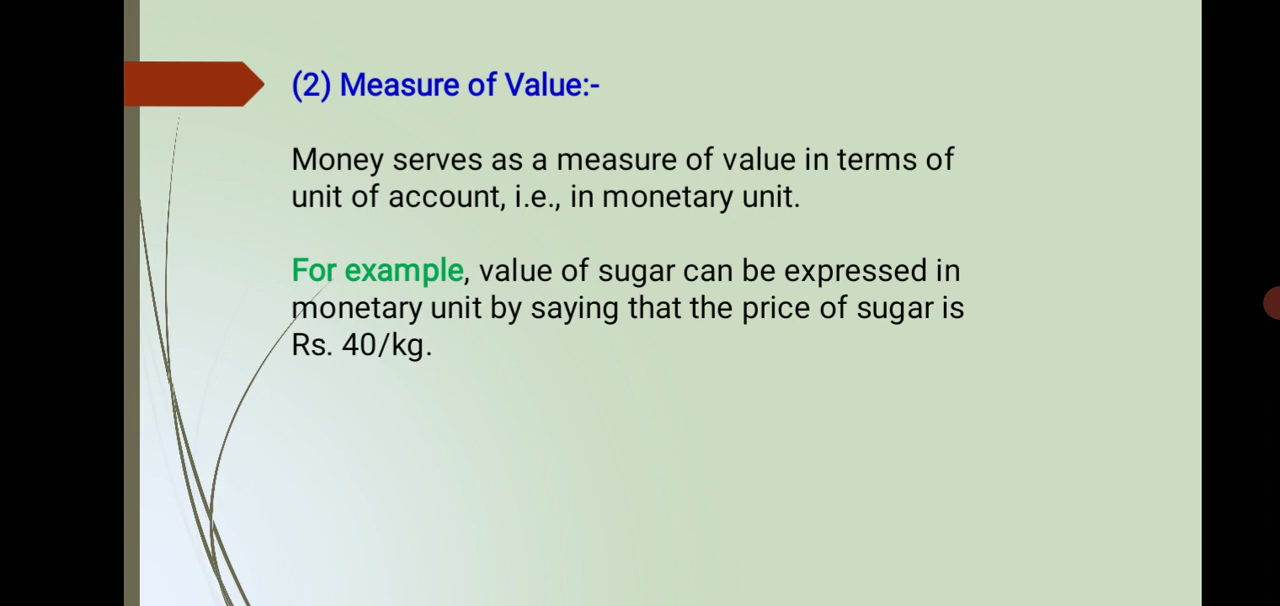 (2) Measure of Value:-
Money serves as a measure of value in terms of
unit of account, i.e., in monetary unit.
For example, value of sugar can be expressed in
monetary unit by saying that the price of sugar is
Rs. 40/kg.